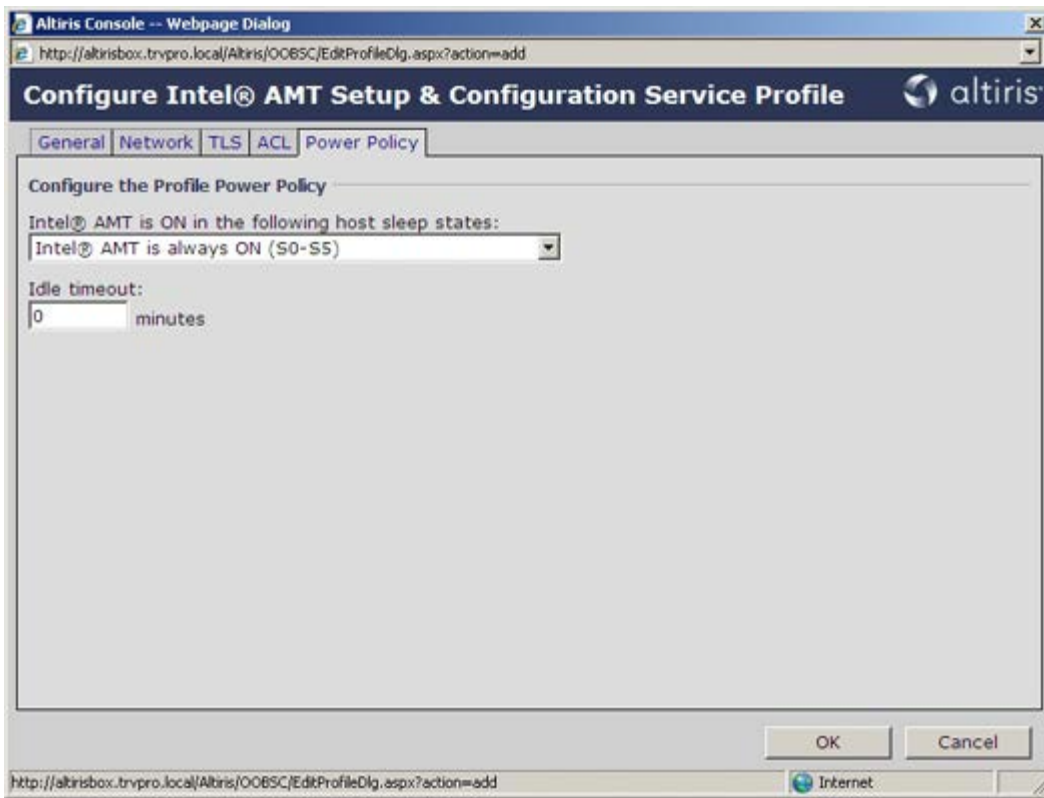 Altiris Console -- Webpage Dialog
http://altirisbox.trvpro.local/Altiris/OOBSC/EditProfileDlg.aspx?action=add
Configure Intel® AMT Setup & Configuration Service Profile altiris
General Network TLS ACL Power Policy
Configure the Profile Power Policy
Intel® AMT is ON in the following host sleep states:
Intel® AMT is always ON (S0-S5)
Idle timeout:
0 minutes
OK Cancel
http://altirisbox.trvpro.local/Altiris/OOBSC/EditProfileDlg.aspx?action=add Internet